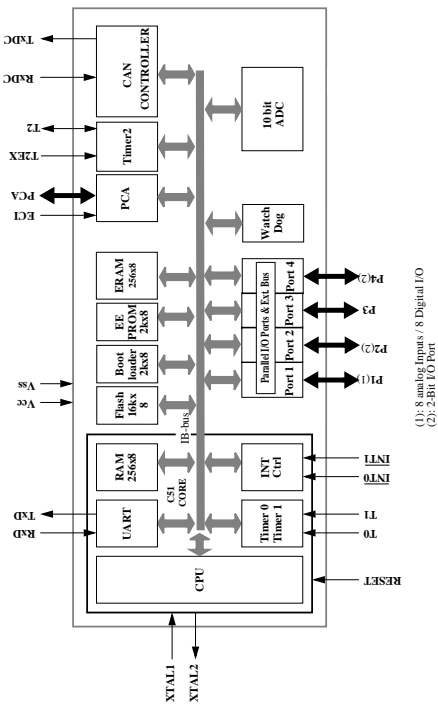 XTAL1
XTAL2
RxD
TxD
Vcc
Vss
ECI
PCA
T2EX
T2
RxDC
TxDC
UART
RAM
256x8
Flash
16kx
8
Boot
loader
2kx8
EE
PROM
2kx8
ERAM
256x8
PCA
Timer2
CAN
CONTROLLER
C51
CORE
IB-bus
CPU
Timer 0
Timer 1
INT
Ctrl
Parallel I/O Ports & Ext. Bus
Port 1
Port 2
Port 3
Port 4
Watch
Dog
10 bit
ADC
RESET
T0
T1
INT0
INT1
P1(1)
P2(2)
P3
P4(2)
(1): 8 analog Inputs / 8 Digital I/O
(2): 2-Bit I/O Port